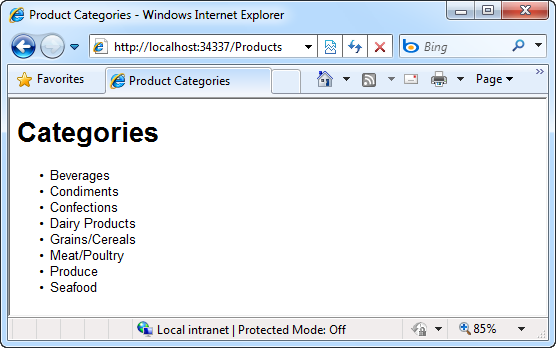 Product Categories - Windows Internet Explorer
http://localhost:34337/Products
Bing
Favorites
Product Categories
Page
Categories
• Beverages
• Condiments
• Confections
• Dairy Products
• Grains/Cereals
• Meat/Poultry
• Produce
• Seafood
Local intranet | Protected Mode: Off
85%